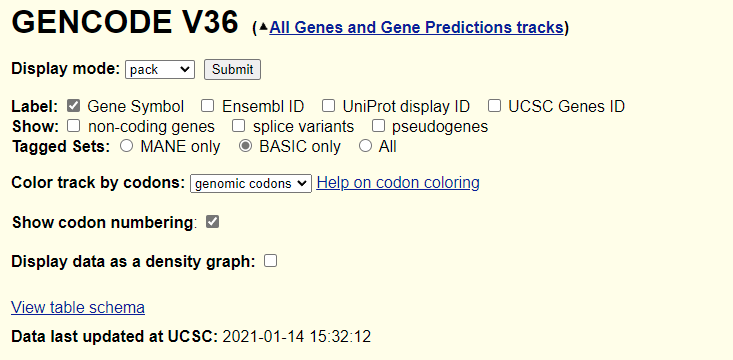 GENCODE V36 (▲All Genes and Gene Predictions tracks)
Display mode: pack Submit
Label: Gene Symbol Ensembl ID UniProt display ID UCSC Genes ID
Show: non-coding genes splice variants pseudogenes
Tagged Sets: MANE only BASIC only All
Color track by codons: genomic codons Help on codon coloring
Show codon numbering:
Display data as a density graph:
View table schema
Data last updated at UCSC: 2021-01-14 15:32:12